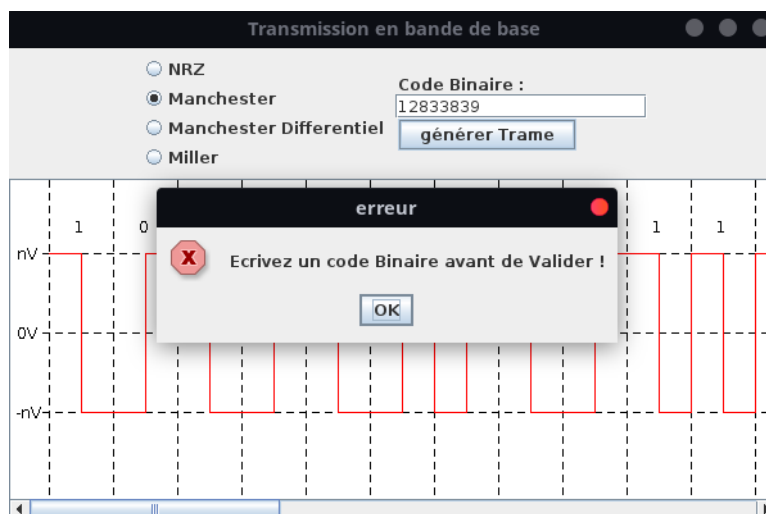 Transmission en bande de base
NRZ
Manchester
Manchester Differentiel
Miller
Code Binaire :
12833839
générer Trame
erreur
X
Ecrivez un code Binaire avant de Valider !
OK
1 0 1 1
nV
0V
-nV